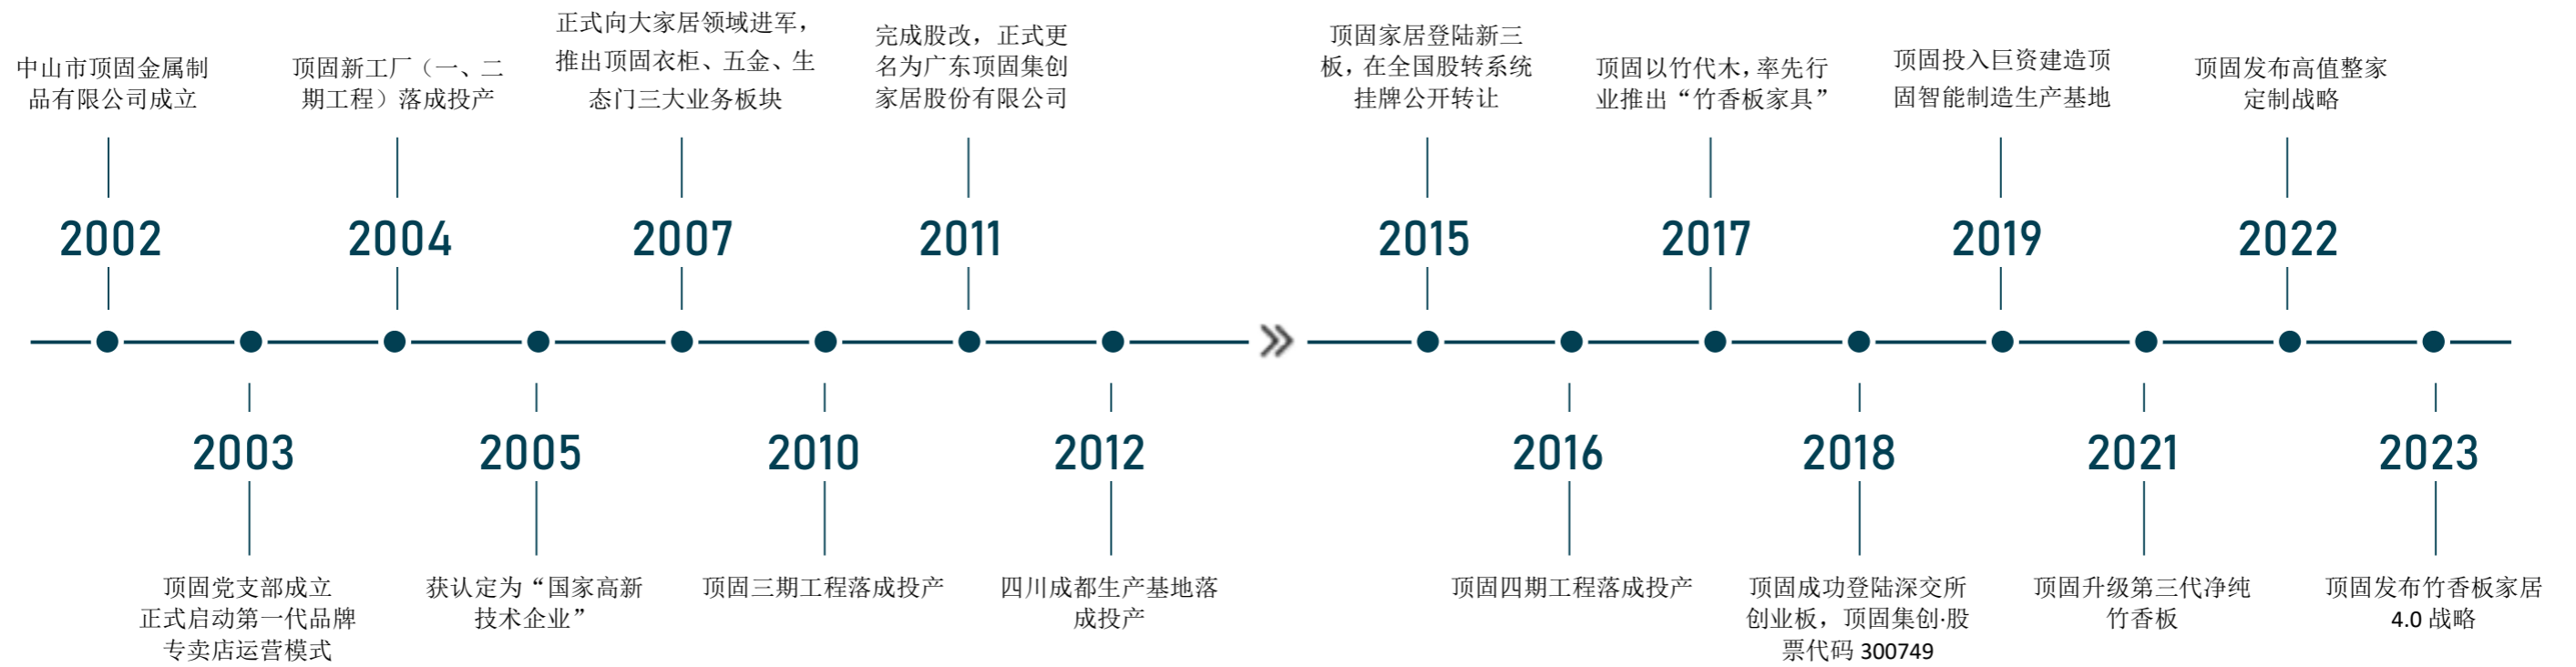 中山市顶固金属制
品有限公司成立
2002
顶固新工厂（一、二
期工程）落成投产
2004
正式向大家居领域进军，
推出顶固衣柜、五金、生
态门三大业务板块
2007
完成股改，正式更
名为广东顶固集创
家居股份有限公司
2011
顶固家居登陆新三
板，在全国股转系统
挂牌公开转让
2015
顶固以竹代木，率先行
业推出“竹香板家具”
2017
顶固投入巨资建造顶
固智能制造生产基地
2019
顶固发布高值整家
定制战略
2022
2003
顶固党支部成立
正式启动第一代品牌
专卖店运营模式
2005
获认定为“国家高新
技术企业”
2010
顶固三期工程落成投产
2012
四川成都生产基地落
成投产
2016
顶固四期工程落成投产
2018
顶固成功登陆深交所
创业板，顶固集创·股
票代码 300749
2021
顶固升级第三代净纯
竹香板
2023
顶固发布竹香板家居
4.0 战略